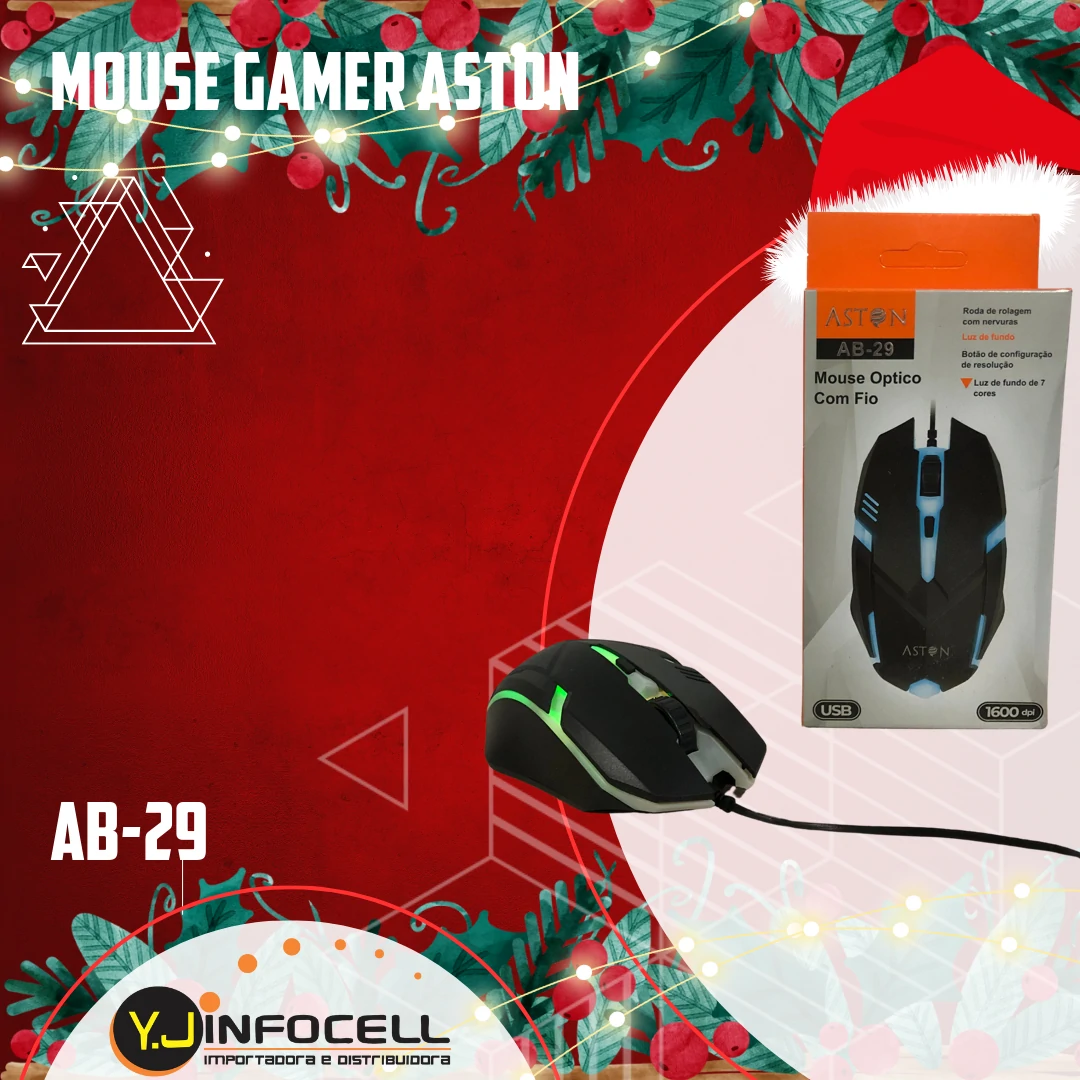 MOUSE GAMER ASTON
ASTON
AB-29
Mouse Optico
Com Fio
Roda de rolagem
com nervuras
Luz de fundo
Botão de configuração
de resolução
Luz de fundo de 7
cores
ASTON
USB
1600 dpi
AB-29
Y.J INFOCELL
IMPORTADORA E DISTRIBUIDORA